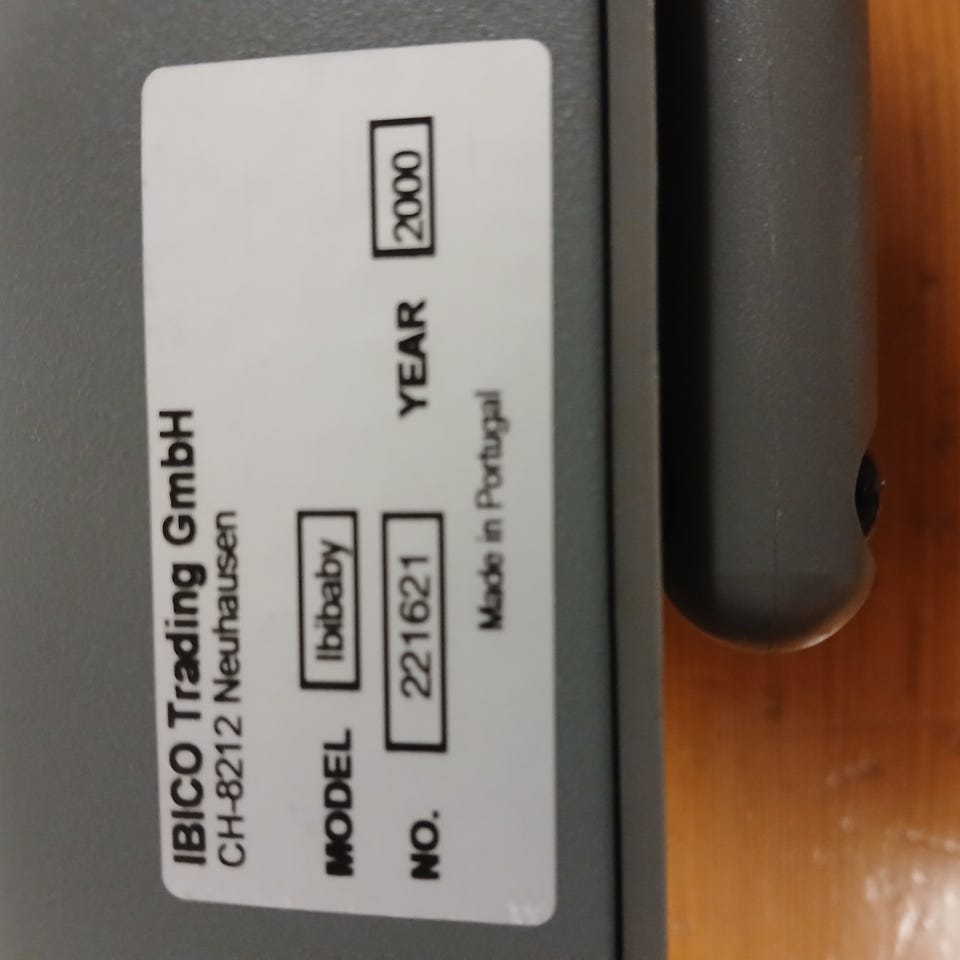 IBICO Trading GmbH
CH-8212 Neuhausen
MODEL Ibibaby
NO. 221621 YEAR 2000
Made in Portugal